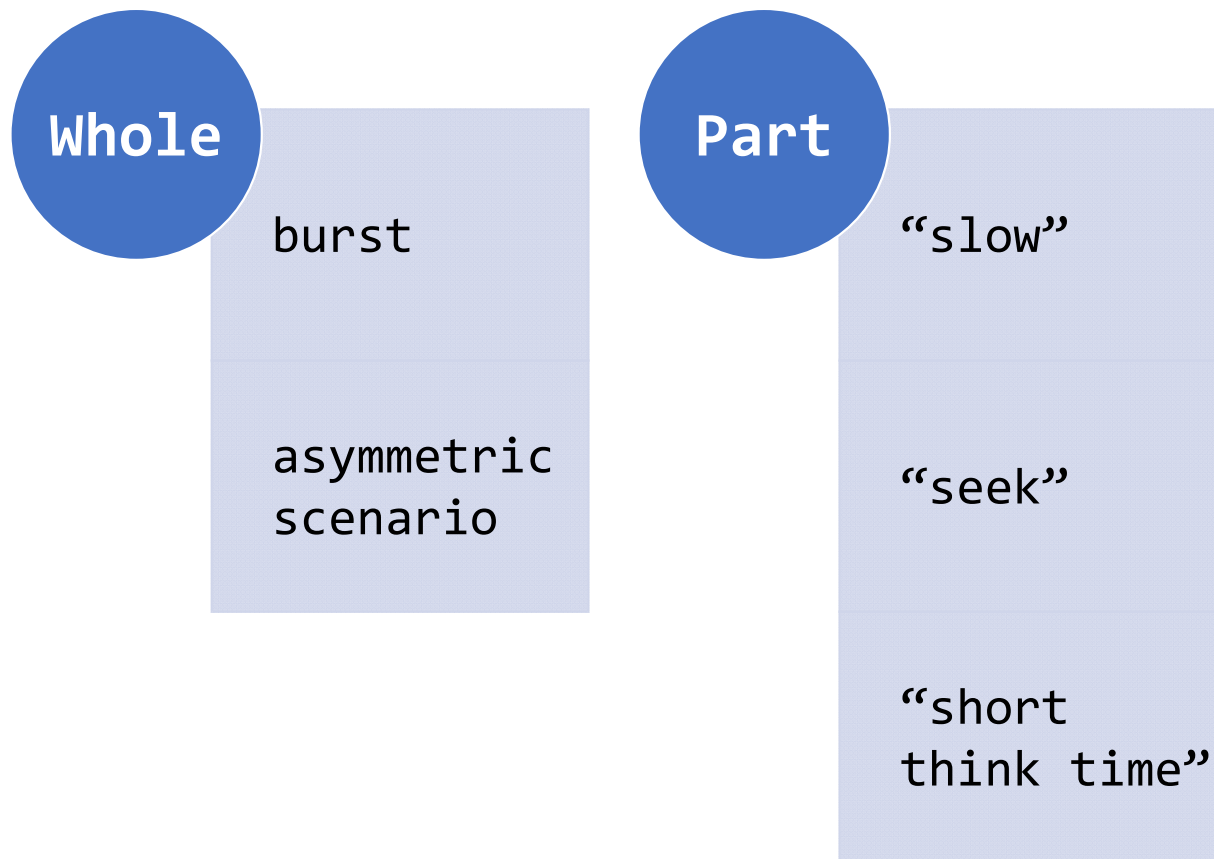 Whole
burst
asymmetric
scenario
Part
“slow”
“seek”
“short
think time”